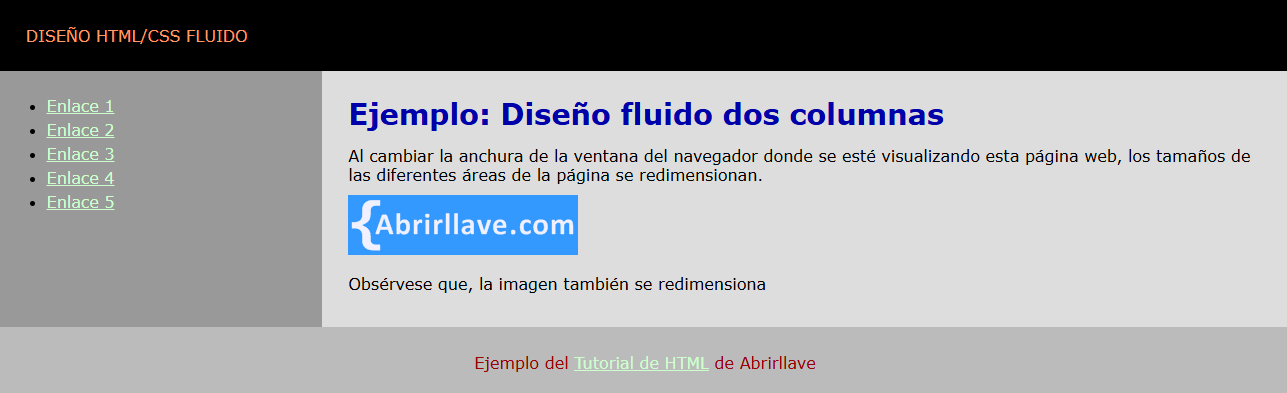 DISEÑO HTML/CSS FLUIDO
Enlace 1
Enlace 2
Enlace 3
Enlace 4
Enlace 5
Ejemplo: Diseño fluido dos columnas
Al cambiar la anchura de la ventana del navegador donde se esté visualizando esta página web, los tamaños de
las diferentes áreas de la página se redimensionan.
{Abrirllave.com
Obsérvese que, la imagen también se redimensiona
Ejemplo del Tutorial de HTML de Abrirllave